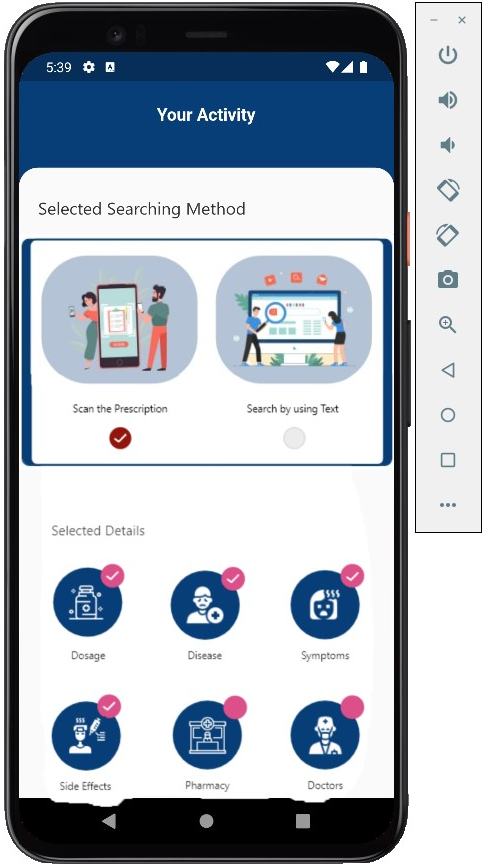 5:39
Your Activity
Selected Searching Method
Scan the Prescription
Search by using Text
Selected Details
Dosage
Disease
Symptoms
Side Effects
Pharmacy
Doctors